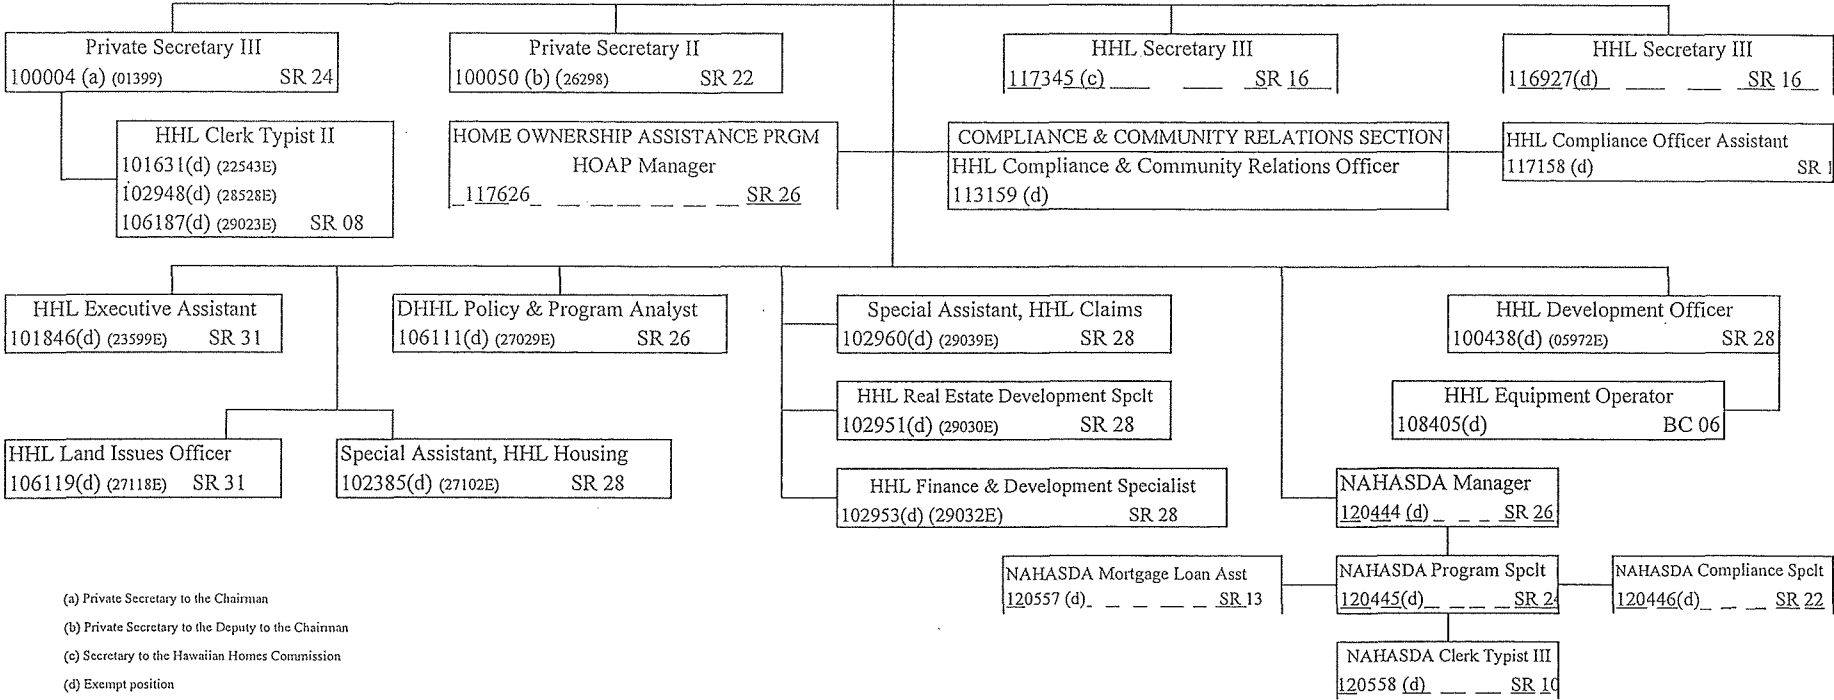 Private Secretary III
100004 (a) (01399) SR 24
Private Secretary II
100050 (b) (26298) SR 22
HHL Secretary III
117345 (c) SR 16
HHL Secretary III
116927(d) SR 16
HHL Clerk Typist II
101631(d) (22543E)
102948(d) (28528E)
106187(d) (29023E) SR 08
HOME OWNERSHIP ASSISTANCE PRGM
HOAP Manager
117626 SR 26
COMPLIANCE & COMMUNITY RELATIONS SECTION
HHL Compliance & Community Relations Officer
113159 (d)
HHL Compliance Officer Assistant
117158 (d) SR 1
HHL Executive Assistant
101846(d) (23599E) SR 31
DHHL Policy & Program Analyst
106111(d) (27029E) SR 26
Special Assistant, HHL Claims
102960(d) (29039E) SR 28
HHL Development Officer
100438(d) (05972E) SR 28
HHL Real Estate Development Spclt
102951(d) (29030E) SR 28
HHL Equipment Operator
108405(d) BC 06
HHL Land Issues Officer
106119(d) (27118E) SR 31
Special Assistant, HHL Housing
102385(d) (27102E) SR 28
HHL Finance & Development Specialist
102953(d) (29032E) SR 28
NAHASDA Manager
120444 (d) SR 26
NAHASDA Mortgage Loan Asst
120557 (d) SR 13
NAHASDA Program Spclt
120445(d) SR 24
NAHASDA Compliance Spclt
120446(d) SR 22
NAHASDA Clerk Typist III
120558 (d) SR 10
(a) Private Secretary to the Chairman
(b) Private Secretary to the Deputy to the Chairman
(c) Secretary to the Hawaiian Homes Commission
(d) Exempt position